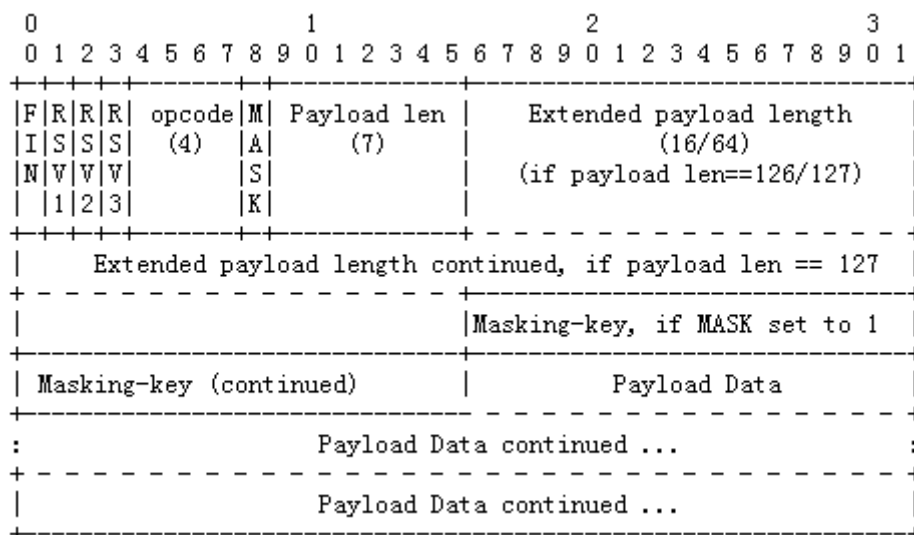 0                   1                   2                   3
 0 1 2 3 4 5 6 7 8 9 0 1 2 3 4 5 6 7 8 9 0 1 2 3 4 5 6 7 8 9 0 1
+-+-+-+-+-------+-+-------------+-------------------------------+
|F|R|R|R| opcode|M| Payload len |    Extended payload length    |
|I|S|S|S|  (4)  |A|     (7)     |             (16/64)           |
|N|V|V|V|       |S|             |   (if payload len==126/127)   |
| |1|2|3|       |K|             |                               |
+-+-+-+-+-------+-+-------------+ - - - - - - - - - - - - - - - +
|     Extended payload length continued, if payload len == 127  |
+ - - - - - - - - - - - - - - - +-------------------------------+
|                               |Masking-key, if MASK set to 1  |
+-------------------------------+-------------------------------+
| Masking-key (continued)       |          Payload Data         |
+-------------------------------- - - - - - - - - - - - - - - - +
:                     Payload Data continued ...                :
+ - - - - - - - - - - - - - - - - - - - - - - - - - - - - - - - +
|                     Payload Data continued ...                |
+---------------------------------------------------------------+